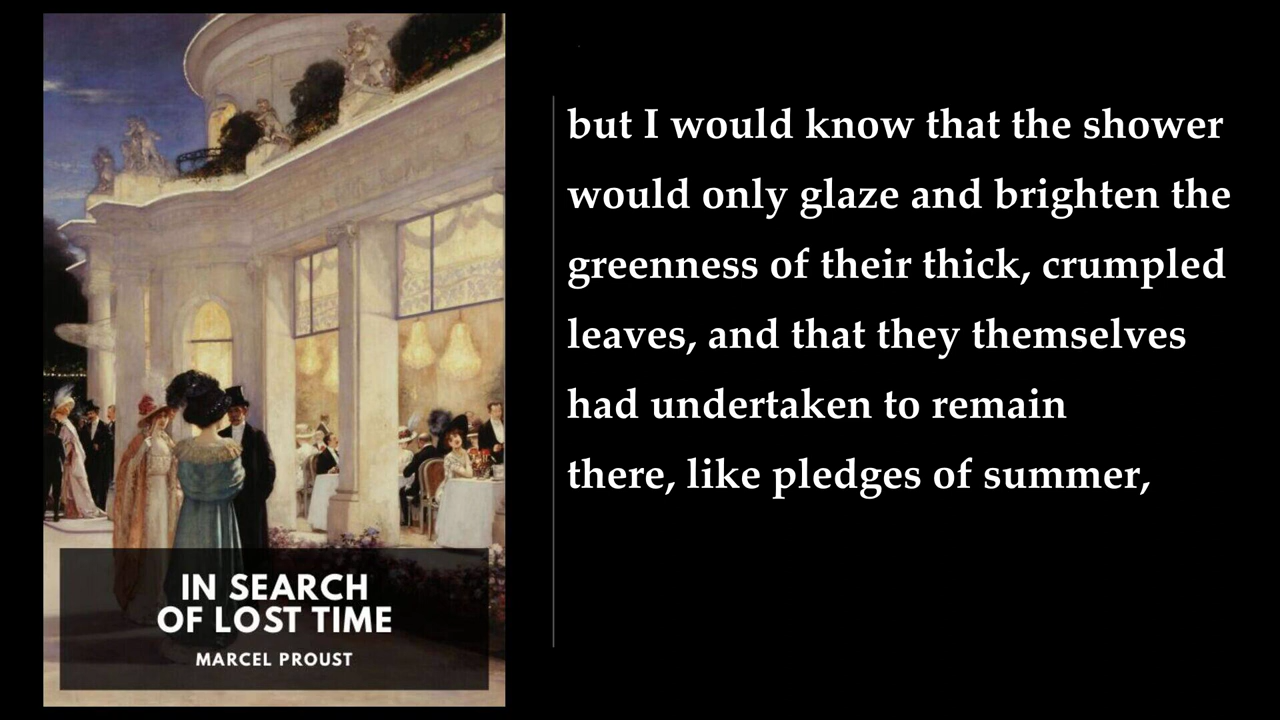 but I would know that the shower
would only glaze and brighten the
greenness of their thick, crumpled
leaves, and that they themselves
had undertaken to remain
there, like pledges of summer,
IN SEARCH
OF LOST TIME
MARCEL PROUST